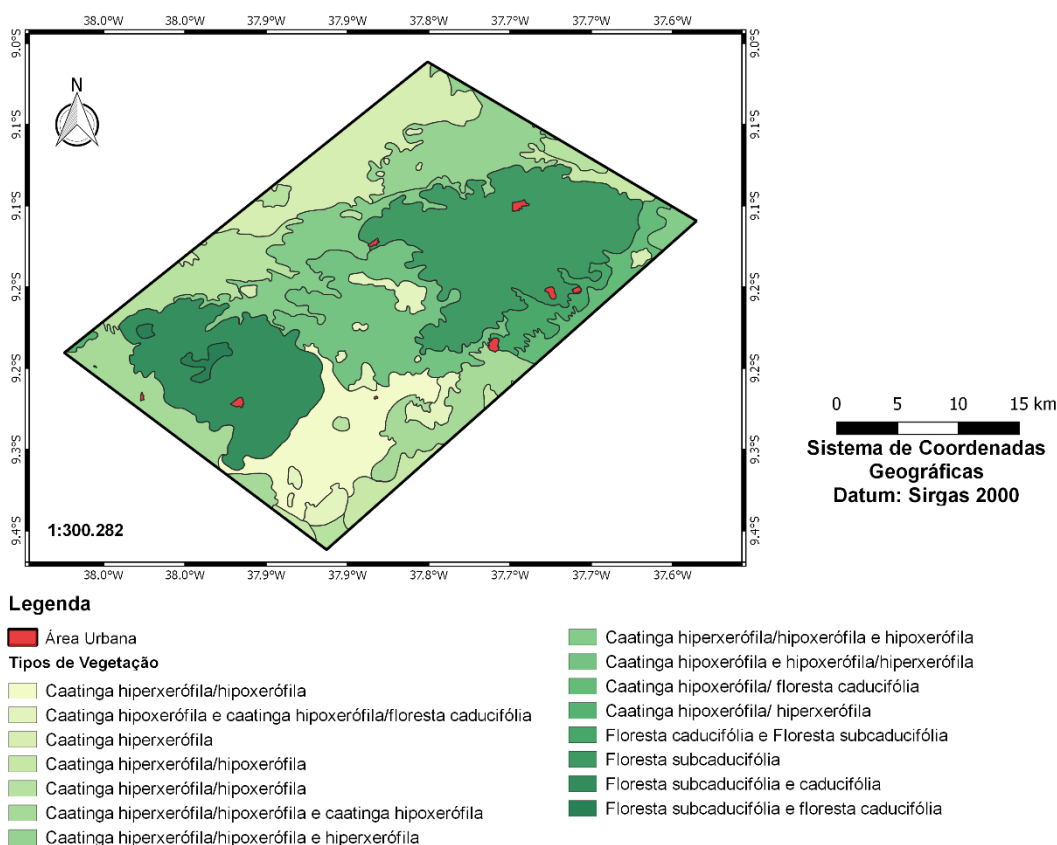 38.0°W 38.0°W 37.9°W 37.9°W 37.8°W 37.7°W 37.7°W 37.6°W
9.0°S 9.0°S
N
9.1°S 9.1°S
9.1°S 9.1°S
9.2°S 9.2°S
9.2°S 9.2°S
9.3°S 9.3°S
9.4°S 9.4°S
1:300.282
38.0°W 38.0°W 37.9°W 37.9°W 37.8°W 37.7°W 37.7°W 37.6°W
0 5 10 15 km
Sistema de Coordenadas
Geográficas
Datum: Sirgas 2000
Legenda
Área Urbana
Tipos de Vegetação
Caatinga hiperxerófila/hipoxerófila
Caatinga hipoxerófila e caatinga hipoxerófila/floresta caducifólia
Caatinga hiperxerófila
Caatinga hiperxerófila/hipoxerófila
Caatinga hiperxerófila/hipoxerófila
Caatinga hiperxerófila/hipoxerófila e caatinga hipoxerófila
Caatinga hiperxerófila/hipoxerófila e hiperxerófila
Caatinga hiperxerófila/hipoxerófila e hipoxerófila
Caatinga hipoxerófila e hipoxerófila/hiperxerófila
Caatinga hipoxerófila/ floresta caducifólia
Caatinga hipoxerófila/ hiperxerófila
Floresta caducifólia e Floresta subcaducifólia
Floresta subcaducifólia
Floresta subcaducifólia e caducifólia
Floresta subcaducifólia e floresta caducifólia